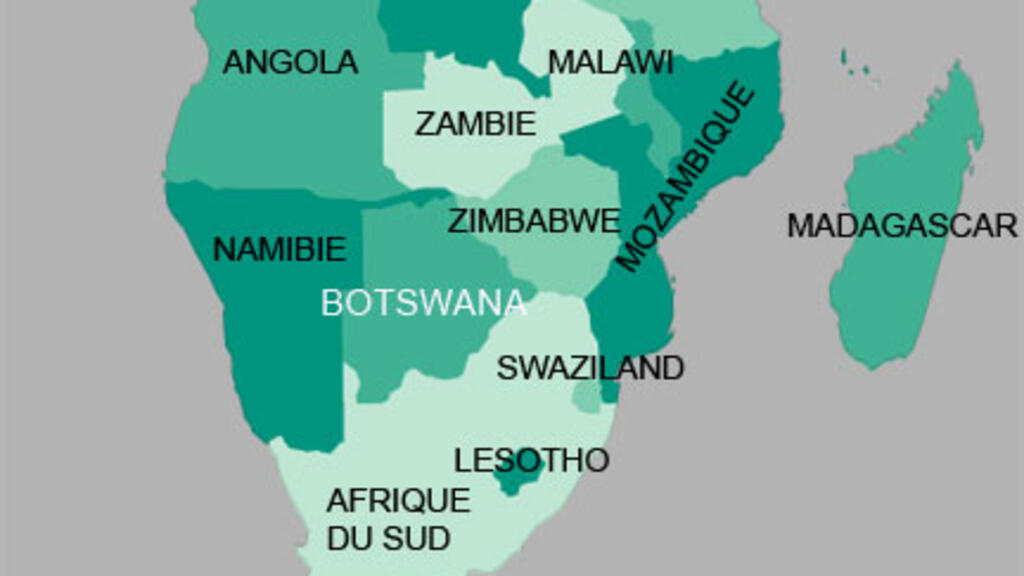 ANGOLA
MALAWI
ZAMBIE
MOZAMBIQUE
ZIMBABWE
MADAGASCAR
NAMIBIE
BOTSWANA
SWAZILAND
LESOTHO
AFRIQUE
DU SUD